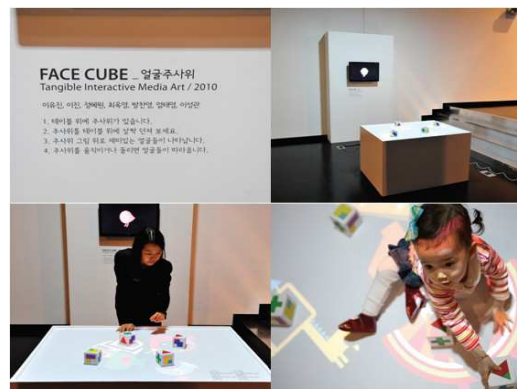 FACE CUBE _ 얼굴주사위
Tangible Interactive Media Art / 2010
이유진, 이진, 정혜원, 최옥영, 방찬영, 엄태영, 이성관
1. 테이블 위에 주사위가 있습니다.
2. 주사위를 테이블 위에 살짝 던져 보세요.
3. 주사위 그림 위로 재미있는 얼굴들이 나타납니다.
4. 주사위를 움직이거나 돌리면 얼굴들이 따라옵니다.